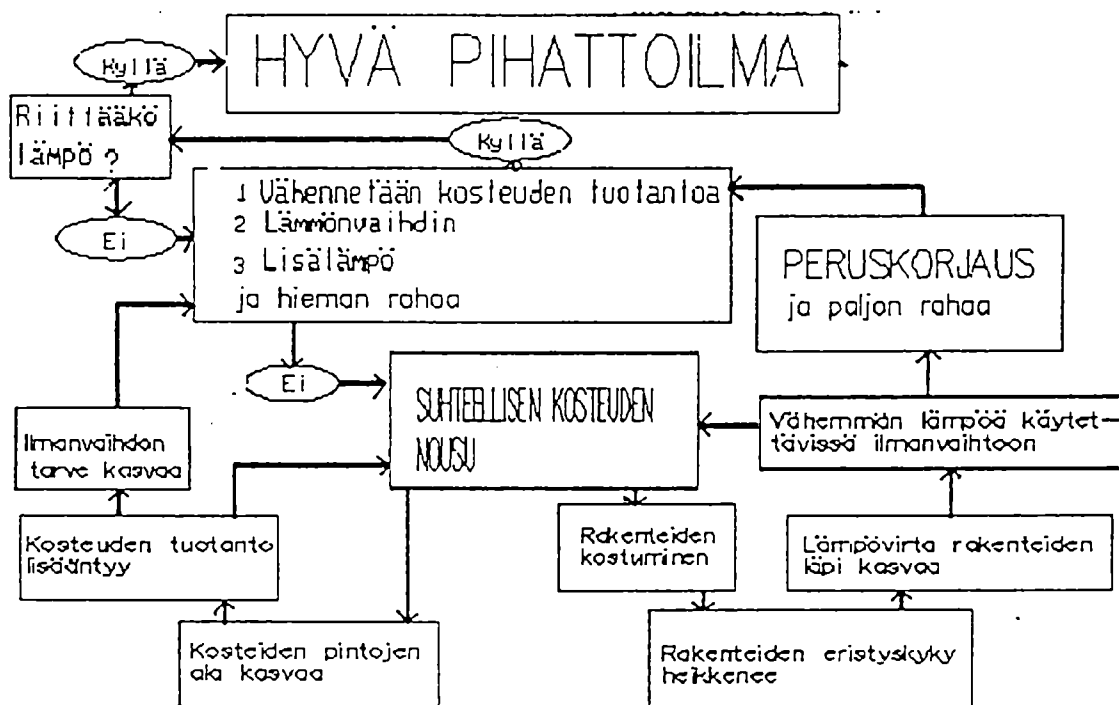 HYVÄ PIHATTOILMA
Kyllä
Riittääkö
lämpö?
Kyllä
Ei
1 Vähennetään kosteuden tuotantoa
2 Lämmönvaihdin
3 Lisälämpö
ja hieman rahaa
PERUSKORJAUS
ja paljon rahaa
Ei
SUHTEELLISEN KOSTEUDEN
NOUSU
Vähemmän lämpöä käytet-
tävissä ilmanvaihtoon
Ilmanvaihdon
tarve kasvaa
Kosteuden tuotanto
lisääntyy
Rakenteiden
kostuminen
Lämpövirta rakenteiden
läpi kasvaa
Kosteiden pintojen
ala kasvaa
Rakenteiden eristyskyky
heikkenee